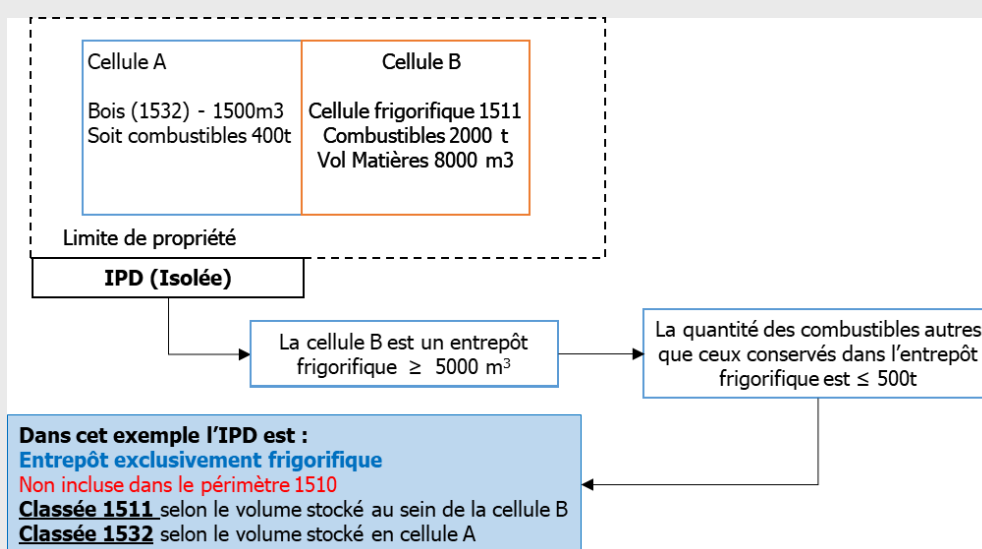 Cellule A
Bois (1532) - 1500m3
Soit combustibles 400t
Cellule B
Cellule frigorifique 1511
Combustibles 2000 t
Vol Matières 8000 m3
Limite de propriété
IPD (Isolée)
La cellule B est un entrepôt
frigorifique ≥ 5000 m³
La quantité des combustibles autres
que ceux conservés dans l'entrepôt
frigorifique est ≤ 500t
Dans cet exemple l'IPD est :
Entrepôt exclusivement frigorifique
Non incluse dans le périmètre 1510
Classée 1511 selon le volume stocké au sein de la cellule B
Classée 1532 selon le volume stocké en cellule A